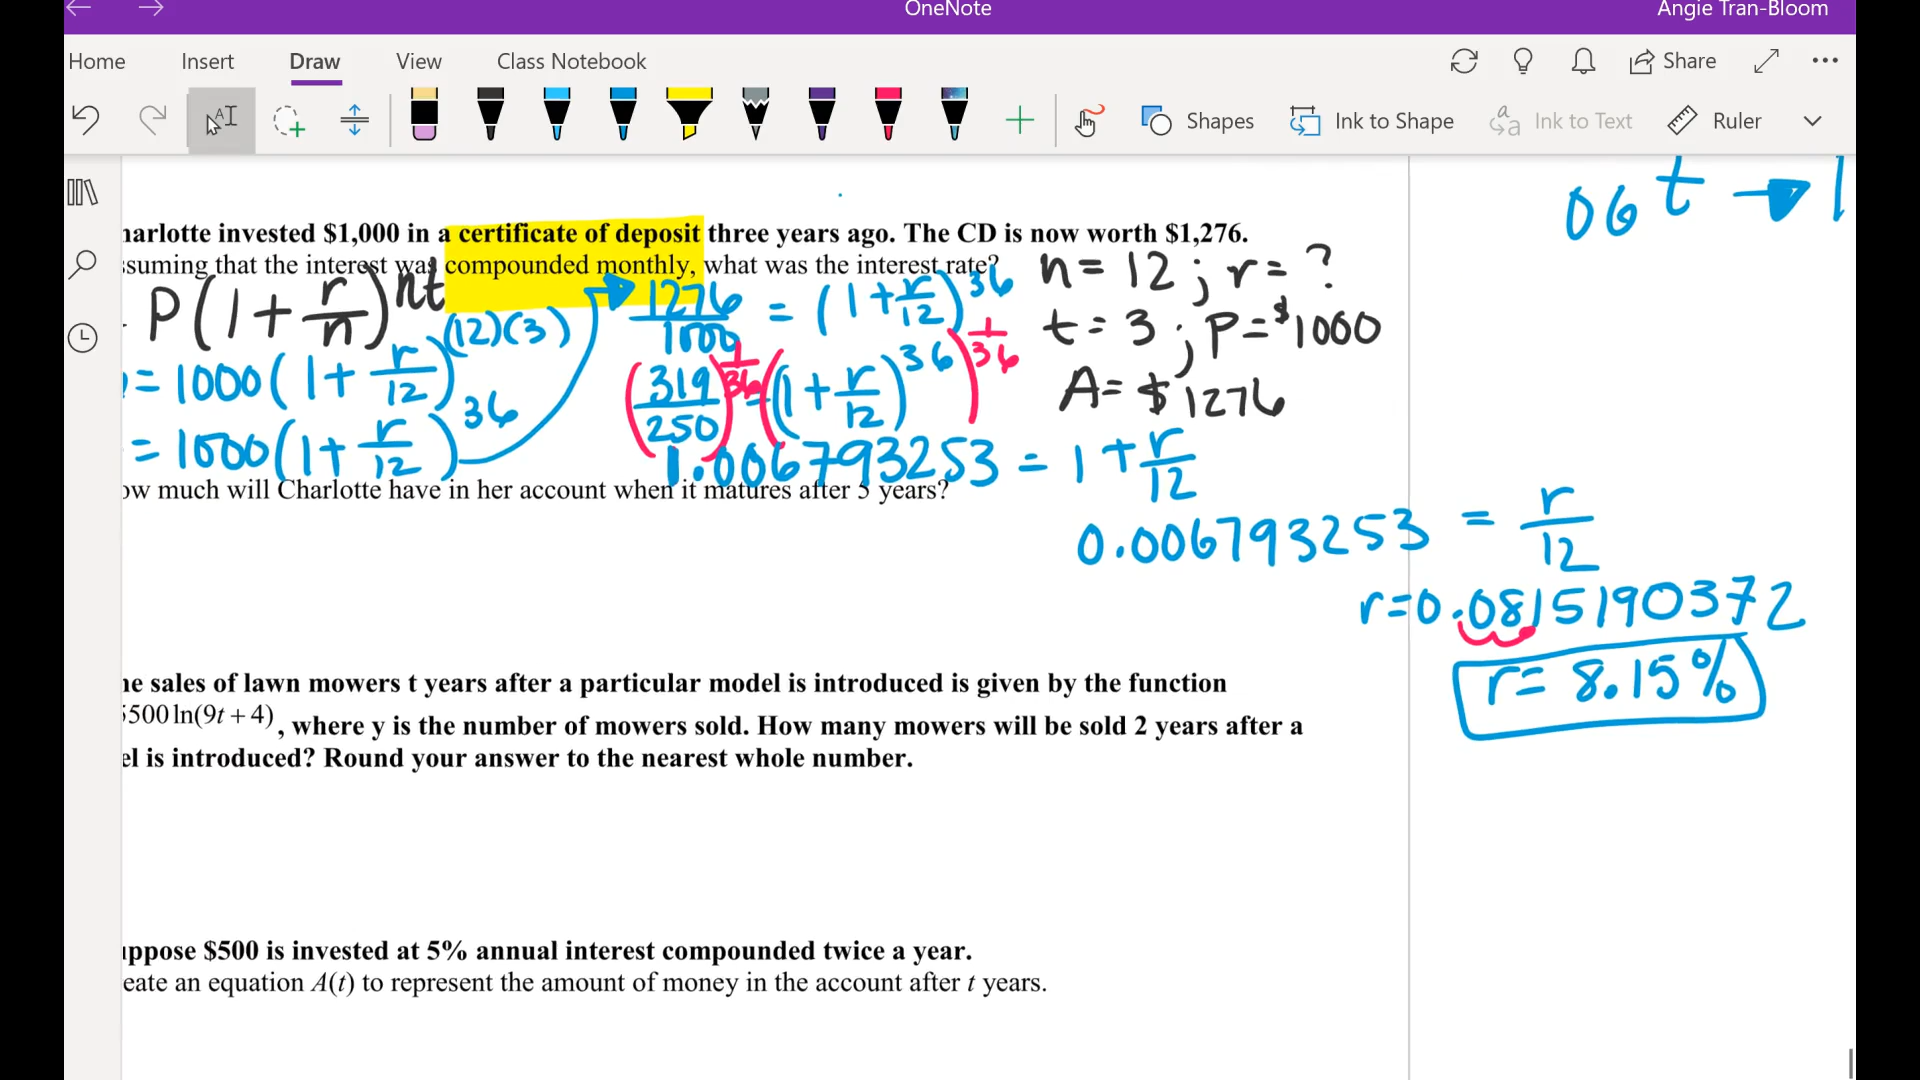 OneNote
Angie Tran-Bloom
Home Insert Draw View Class Notebook Share
Shapes Ink to Shape Ink to Text Ruler
06^t → 1
harlotte invested $1,000 in a certificate of deposit three years ago. The CD is now worth $1,276.
ssuming that the interest was compounded monthly, what was the interest rate?
n = 12 ; r = ?
t = 3 ; P = $1000
A = $1276
P(1 + r/n)^nt
= 1000(1 + r/12)^(12)(3)
= 1000(1 + r/12)^36
1276/1000 = (1 + r/12)^36
(319/250)^1/36 = ((1 + r/12)^36)^1/36
1.006793253 = 1 + r/12
0.006793253 = r/12
r = 0.0815190372
r = 8.15%
ow much will Charlotte have in her account when it matures after 5 years?
he sales of lawn mowers t years after a particular model is introduced is given by the function
500 ln(9t + 4), where y is the number of mowers sold. How many mowers will be sold 2 years after a
el is introduced? Round your answer to the nearest whole number.
uppose $500 is invested at 5% annual interest compounded twice a year.
eate an equation A(t) to represent the amount of money in the account after t years.